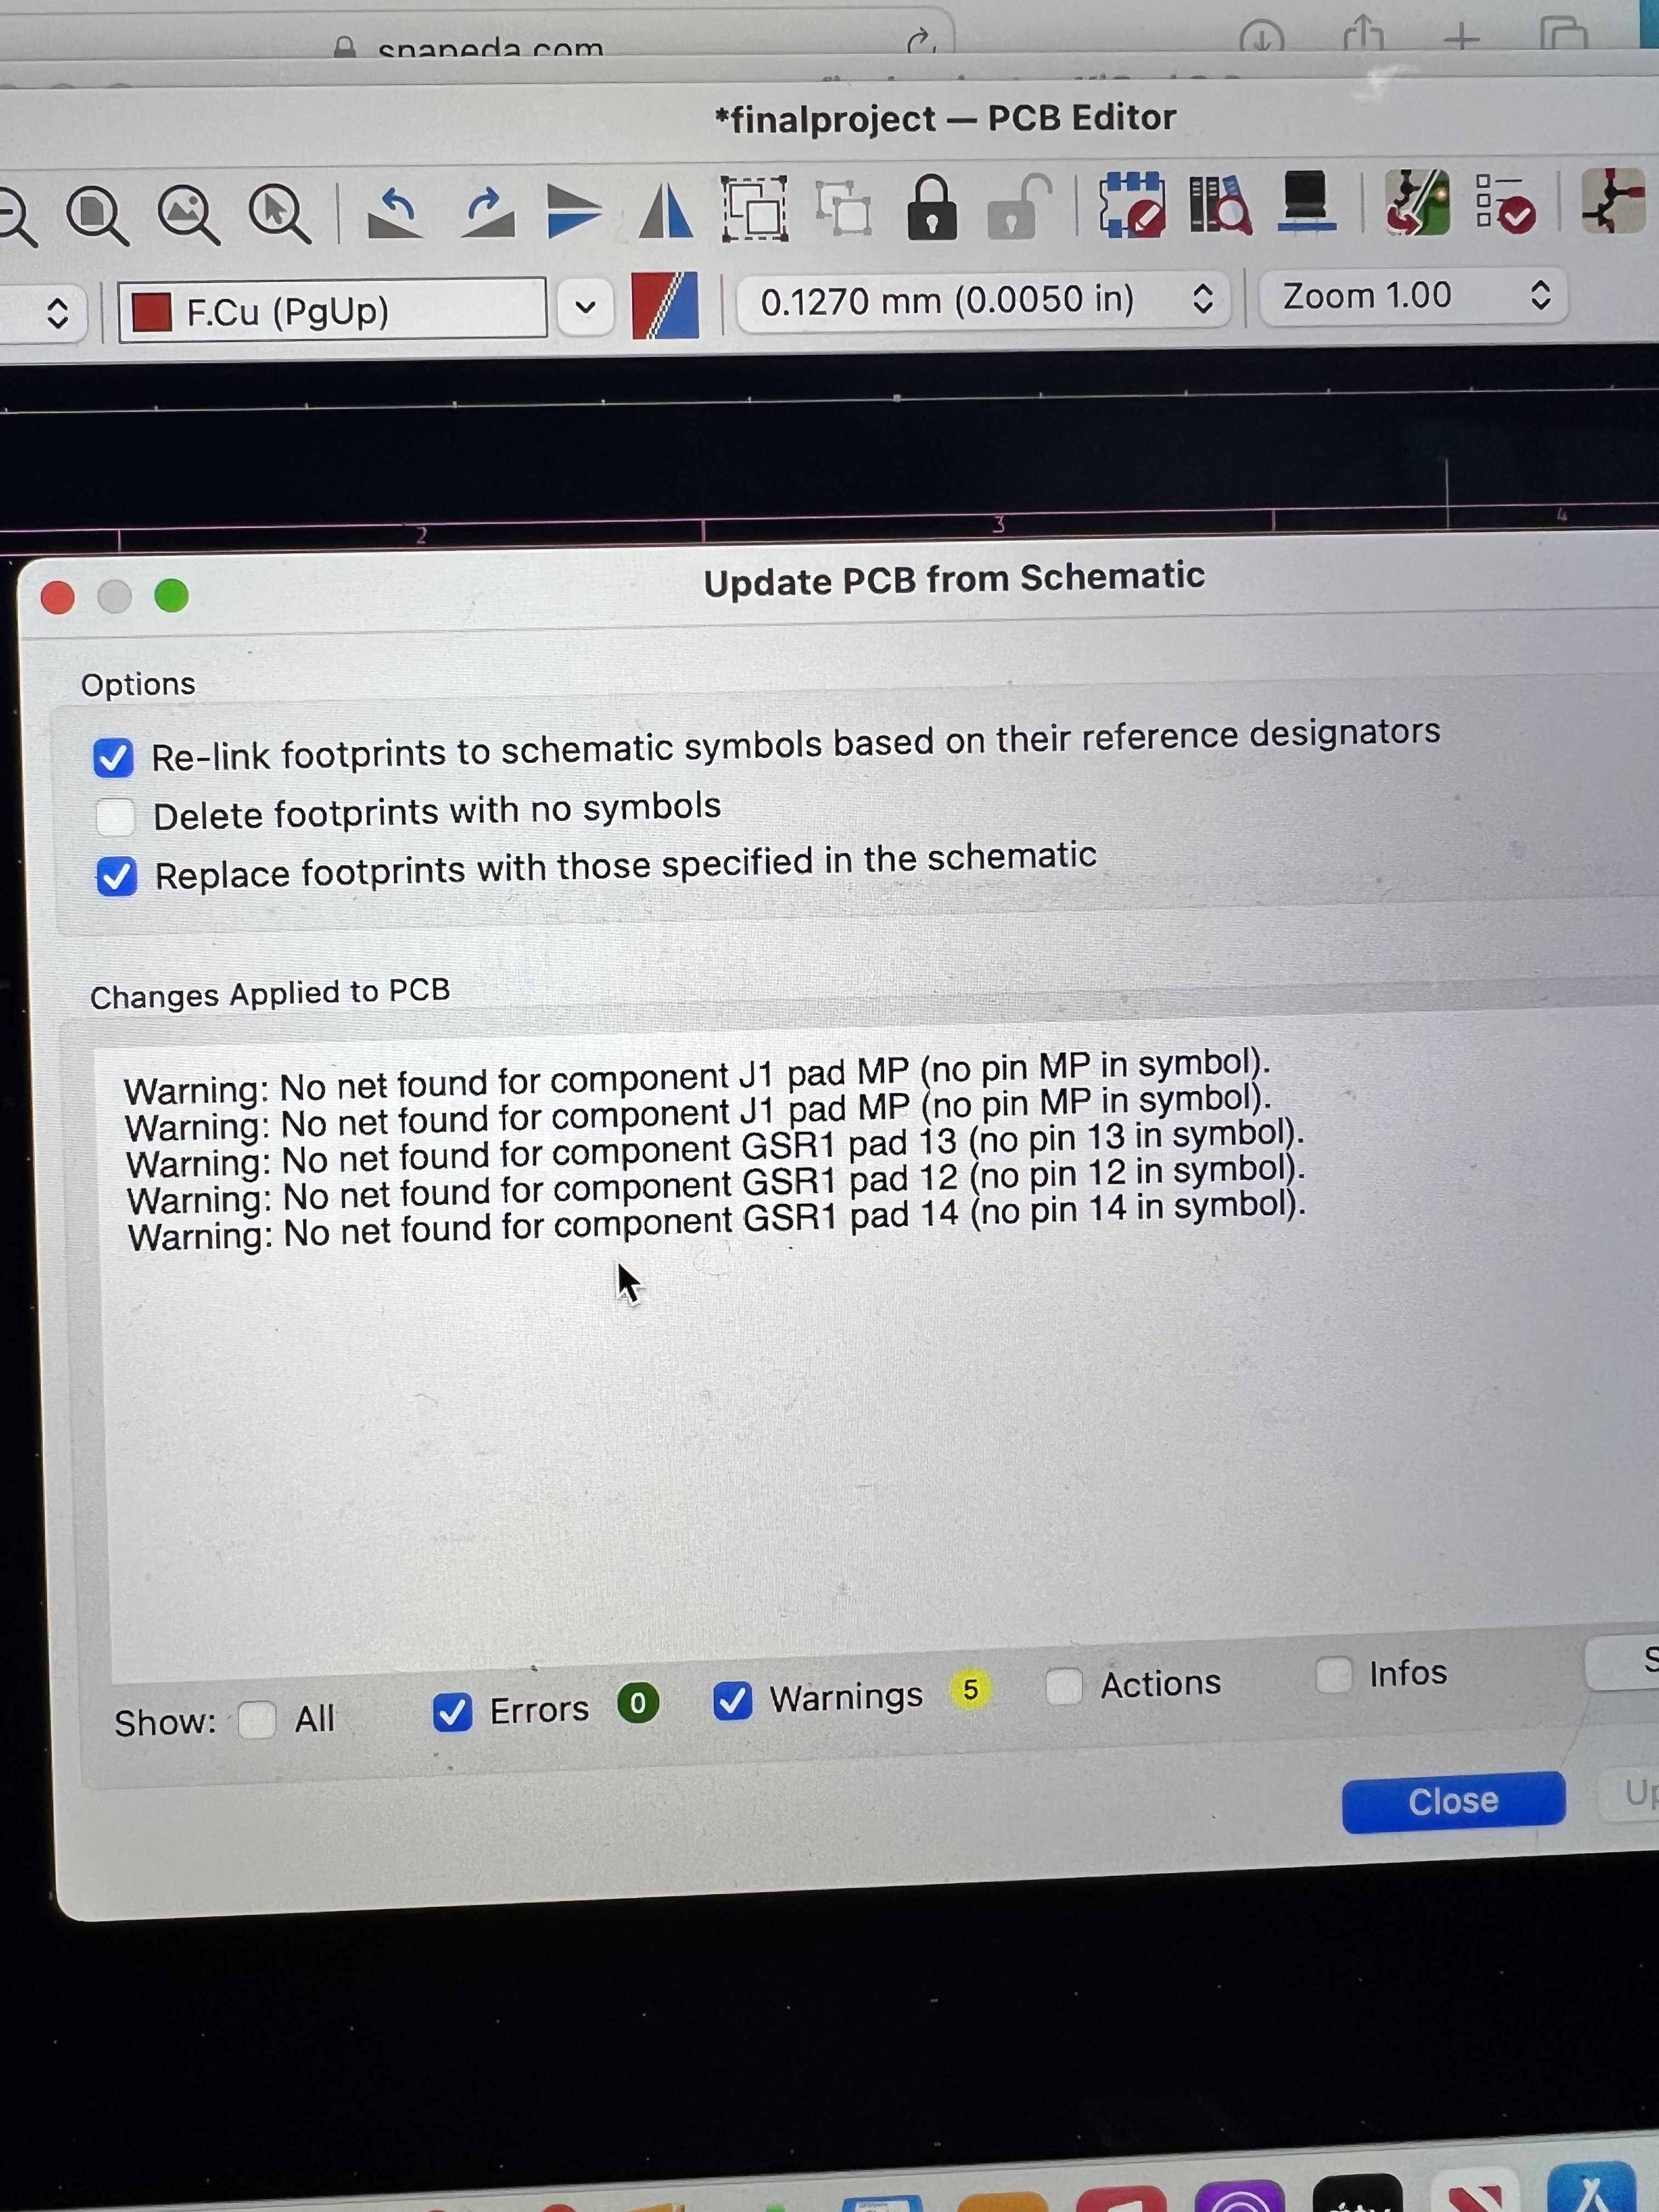 snapeda.com
*finalproject — PCB Editor
F.Cu (PgUp)
0.1270 mm (0.0050 in)
Zoom 1.00
2
3
4
Update PCB from Schematic
Options
Re-link footprints to schematic symbols based on their reference designators
Delete footprints with no symbols
Replace footprints with those specified in the schematic
Changes Applied to PCB
Warning: No net found for component J1 pad MP (no pin MP in symbol).
Warning: No net found for component J1 pad MP (no pin MP in symbol).
Warning: No net found for component GSR1 pad 13 (no pin 13 in symbol).
Warning: No net found for component GSR1 pad 12 (no pin 12 in symbol).
Warning: No net found for component GSR1 pad 14 (no pin 14 in symbol).
Show: All Errors 0 Warnings 5 Actions Infos
Close